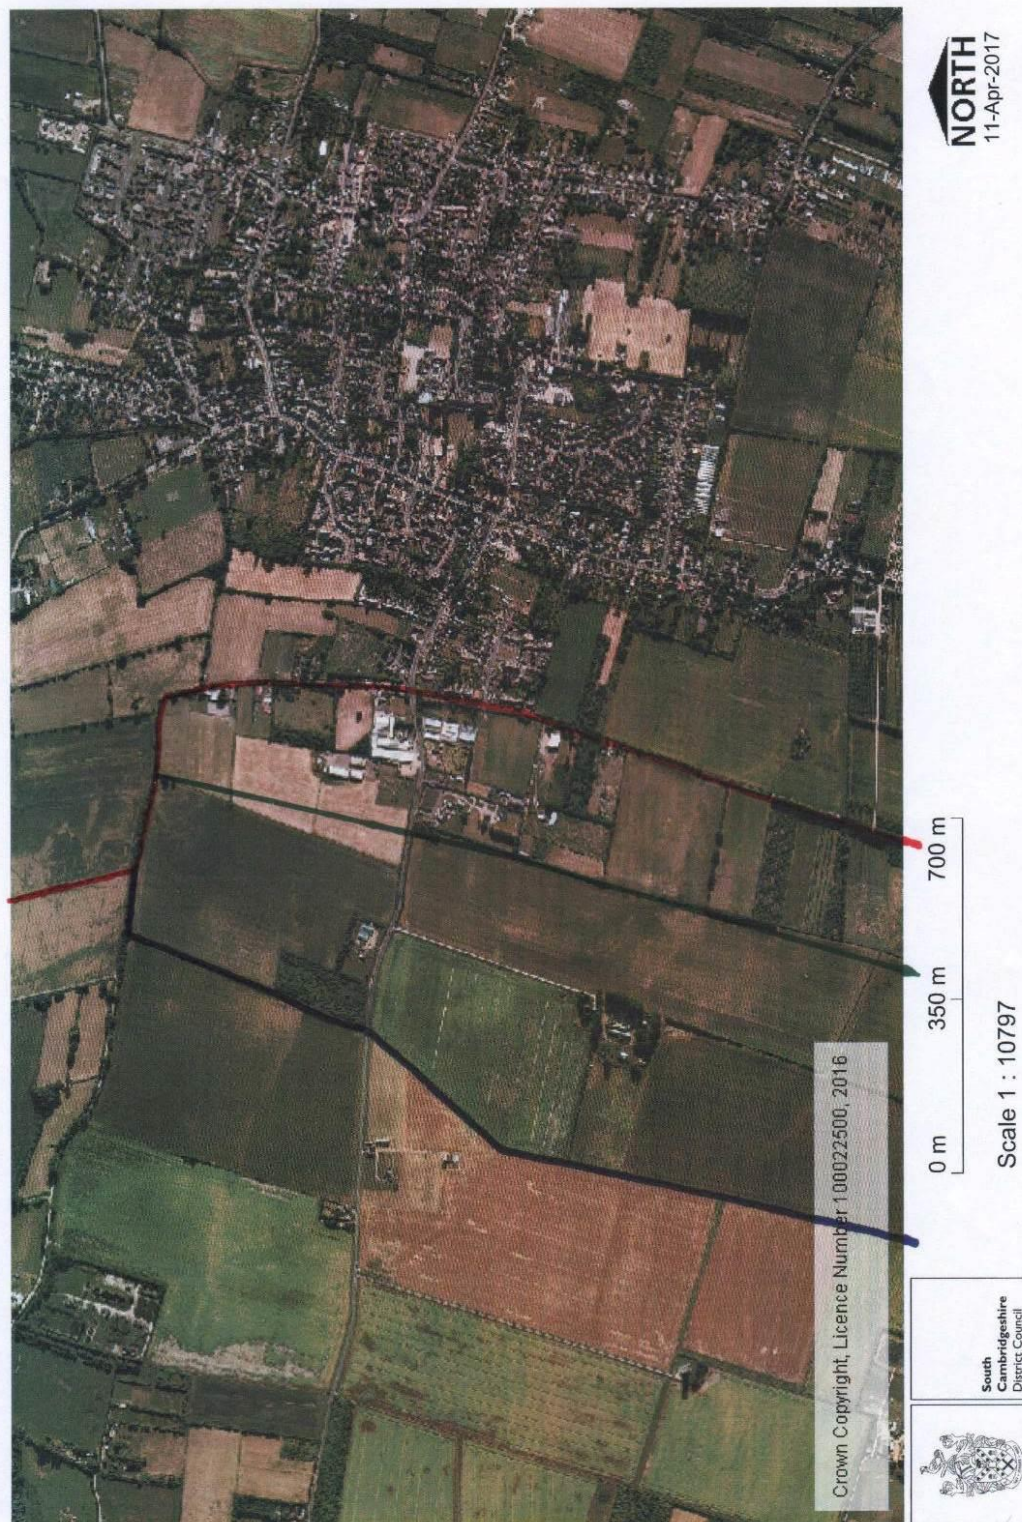 NORTH
11-Apr-2017
0 m 350 m 700 m
Scale 1 : 10797
Crown Copyright, Licence Number 100022500, 2016
South
Cambridgeshire
District Council